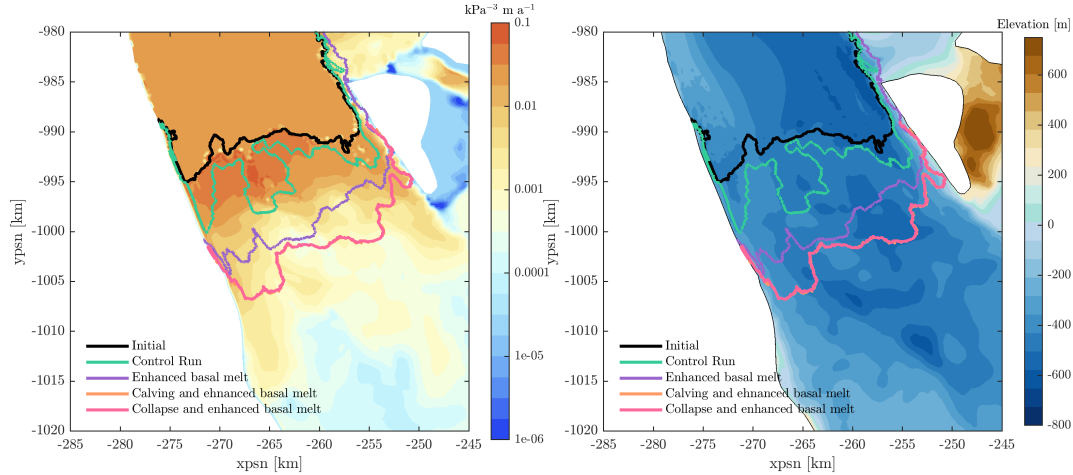 kPa⁻³ m a⁻¹
0.1
0.01
0.001
0.0001
1e-05
1e-06
-980
-985
-990
-995
-1000
-1005
-1010
-1015
-1020
ypsn [km]
Initial
Control Run
Enhanced basal melt
Calving and ehnanced basal melt
Collapse and enhanced basal melt
-285 -280 -275 -270 -265 -260 -255 -250 -245
xpsn [km]
Elevation [m]
600
400
200
0
-200
-400
-600
-800
-980
-985
-990
-995
-1000
-1005
-1010
-1015
-1020
ypsn [km]
Initial
Control Run
Enhanced basal melt
Calving and ehnanced basal melt
Collapse and enhanced basal melt
-285 -280 -275 -270 -265 -260 -255 -250 -245
xpsn [km]